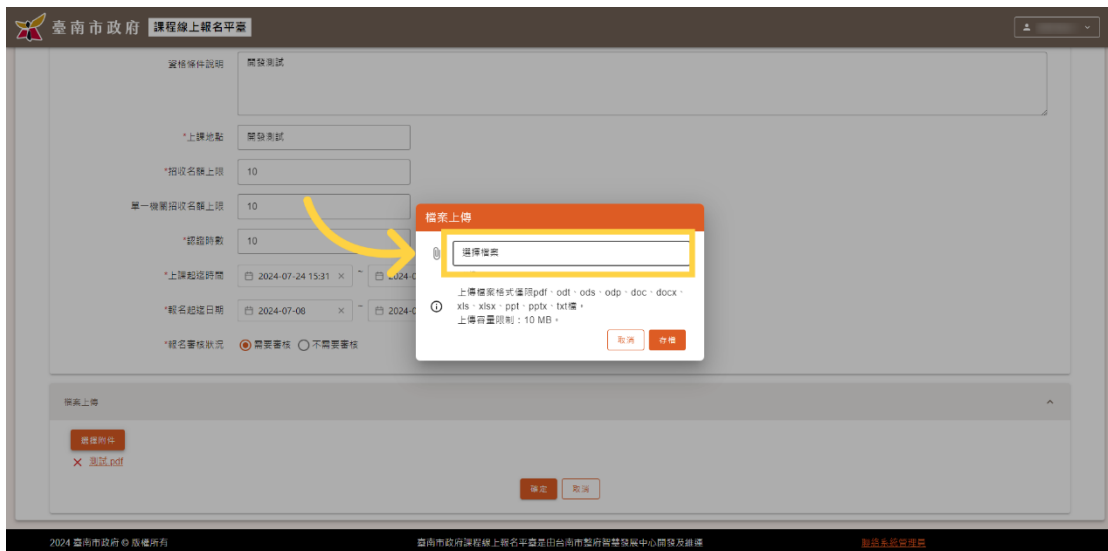 臺南市政府 課程線上報名平臺
資格條件說明 開發測試
*上課地點 開發測試
*招收名額上限 10
單一機關招收名額上限 10
*認證時數 10
*上課起迄時間 2024-07-24 15:31 × ~ 2024-0
*報名起迄日期 2024-07-08 × ~ 2024-0
*報名審核狀況 需要審核 不需要審核
檔案上傳
選擇檔案
上傳檔案格式僅限pdf、odt、ods、odp、doc、docx、
xls、xlsx、ppt、pptx、txt檔。
上傳容量限制：10 MB。
取消 存檔
檔案上傳
選擇附件
× 測試.pdf
確定 取消
2024 臺南市政府 © 版權所有 臺南市政府課程線上報名平臺是由台南市政府智慧發展中心開發及維護 聯絡系統管理員